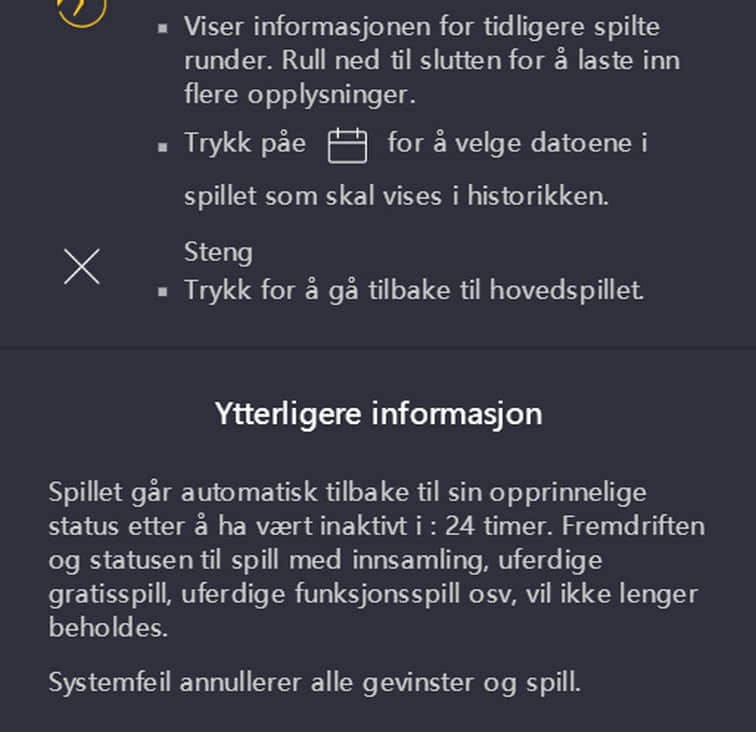 Viser informasjonen for tidligere spilte
runder. Rull ned til slutten for å laste inn
flere opplysninger.
Trykk påe for å velge datoene i
spillet som skal vises i historikken.
Steng
Trykk for å gå tilbake til hovedspillet.
Ytterligere informasjon
Spillet går automatisk tilbake til sin opprinnelige
status etter å ha vært inaktivt i : 24 timer. Fremdriften
og statusen til spill med innsamling, uferdige
gratisspill, uferdige funksjonsspill osv, vil ikke lenger
beholdes.
Systemfeil annullerer alle gevinster og spill.